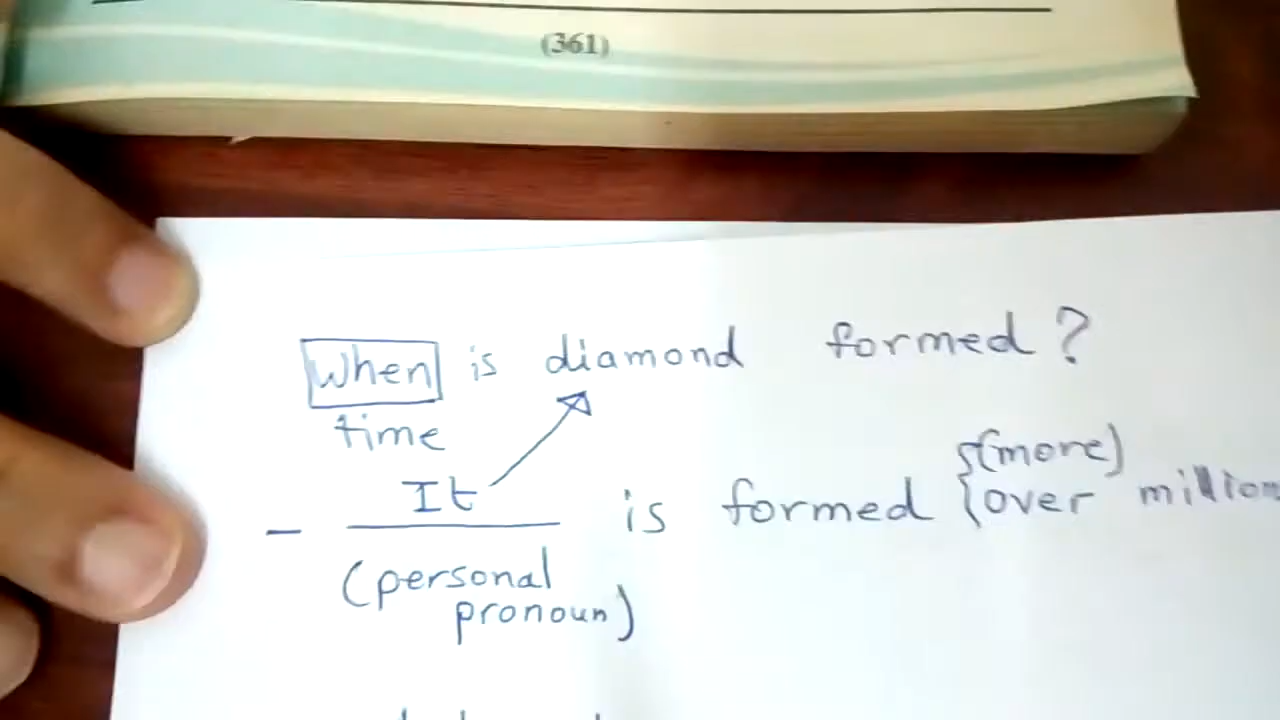 (361)
When is diamond formed?
time
(more)
- It is formed (over million
(personal
pronoun)